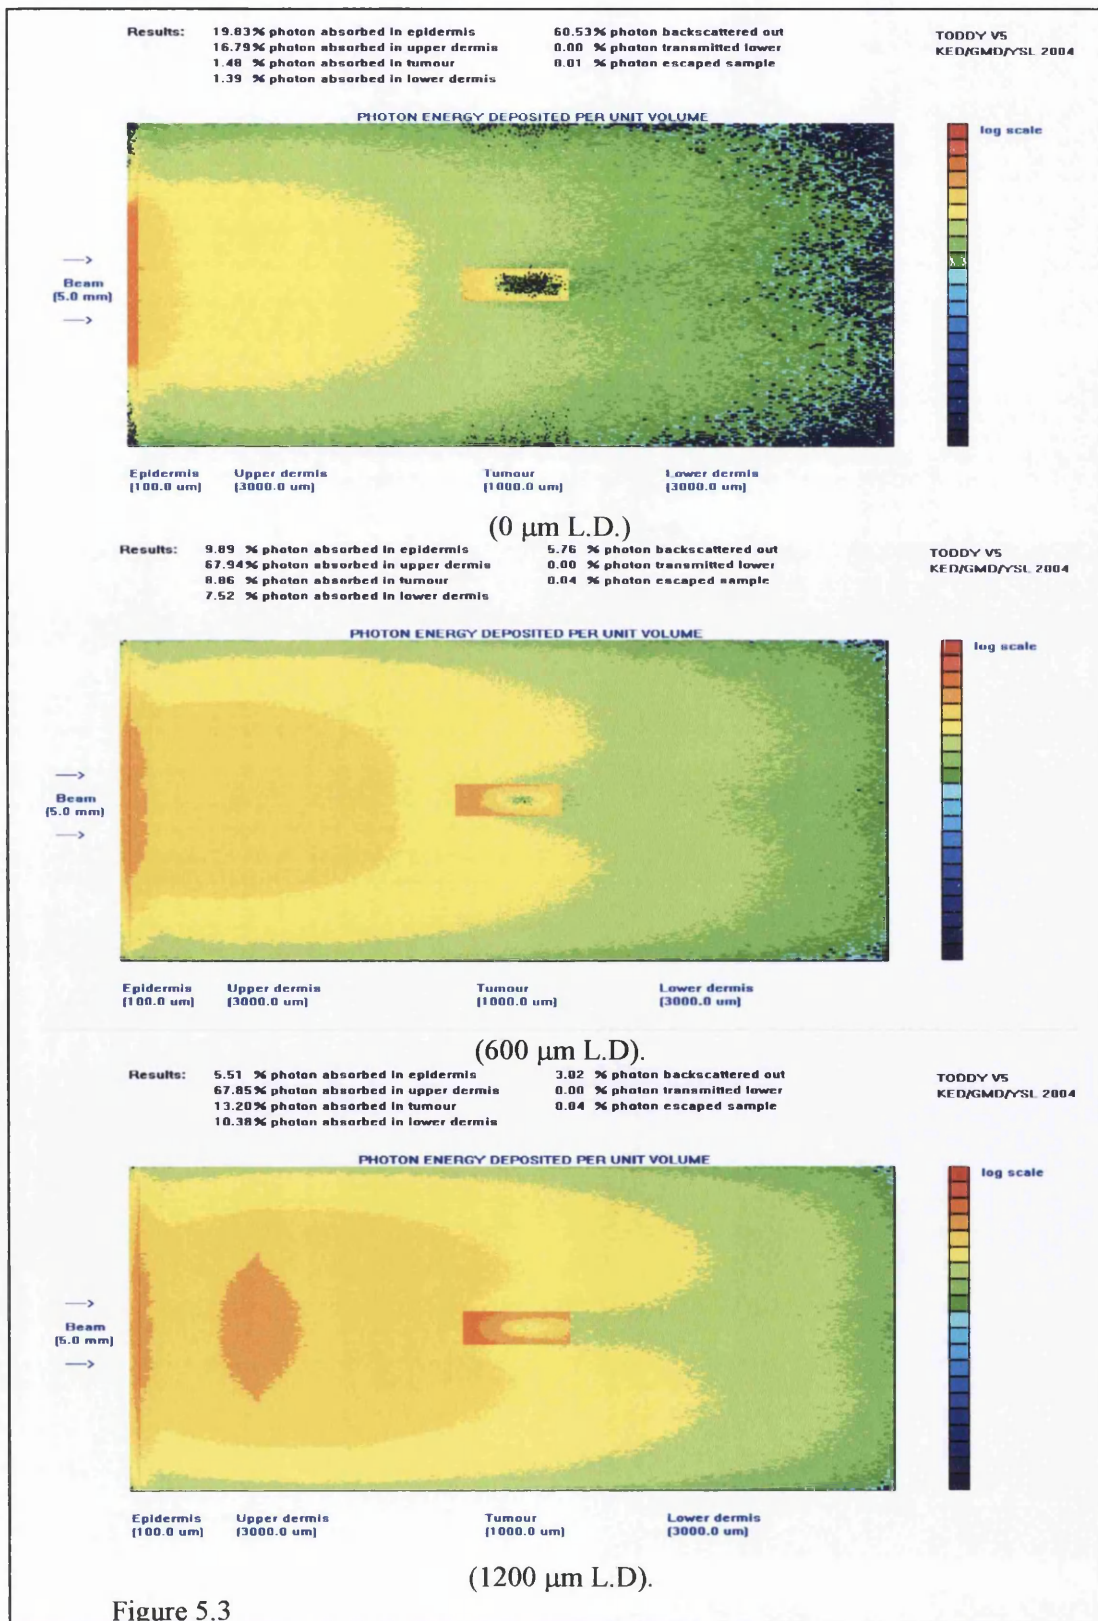 Results: 19.83% photon absorbed in epidermis 60.53% photon backscattered out TODDY V5
16.79% photon absorbed in upper dermis 0.00 % photon transmitted lower KED/GMD/YSL 2004
1.48 % photon absorbed in tumour 0.01 % photon escaped sample
1.39 % photon absorbed in lower dermis
PHOTON ENERGY DEPOSITED PER UNIT VOLUME
log scale
-->
Beam
(5.0 mm)
-->
Epidermis Upper dermis Tumour Lower dermis
(100.0 um) (3000.0 um) (1000.0 um) (3000.0 um)
(0 μm L.D.)
Results: 9.89 % photon absorbed in epidermis 5.76 % photon backscattered out TODDY V5
67.94% photon absorbed in upper dermis 0.00 % photon transmitted lower KED/GMD/YSL 2004
8.86 % photon absorbed in tumour 0.04 % photon escaped sample
7.52 % photon absorbed in lower dermis
PHOTON ENERGY DEPOSITED PER UNIT VOLUME
log scale
-->
Beam
(5.0 mm)
-->
Epidermis Upper dermis Tumour Lower dermis
(100.0 um) (3000.0 um) (1000.0 um) (3000.0 um)
(600 μm L.D).
Results: 5.51 % photon absorbed in epidermis 3.02 % photon backscattered out TODDY V5
67.85% photon absorbed in upper dermis 0.00 % photon transmitted lower KED/GMD/YSL 2004
13.20% photon absorbed in tumour 0.04 % photon escaped sample
10.38% photon absorbed in lower dermis
PHOTON ENERGY DEPOSITED PER UNIT VOLUME
log scale
-->
Beam
(5.0 mm)
-->
Epidermis Upper dermis Tumour Lower dermis
(100.0 um) (3000.0 um) (1000.0 um) (3000.0 um)
(1200 μm L.D).
Figure 5.3